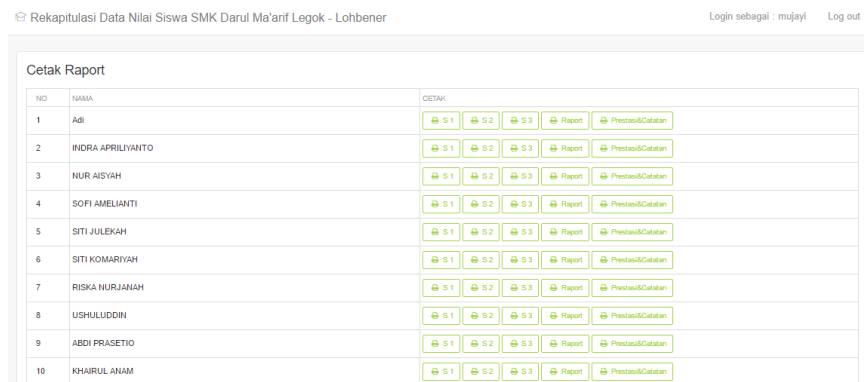 Rekapitulasi Data Nilai Siswa SMK Darul Ma'arif Legok - Lohbener Login sebagai : mujayi Log out
Cetak Raport
NO NAMA CETAK
1 Adi S 1 S 2 S 3 Raport Prestasi&Catatan
2 INDRA APRILIYANTO S 1 S 2 S 3 Raport Prestasi&Catatan
3 NUR AISYAH S 1 S 2 S 3 Raport Prestasi&Catatan
4 SOFI AMELIANTI S 1 S 2 S 3 Raport Prestasi&Catatan
5 SITI JULEKAH S 1 S 2 S 3 Raport Prestasi&Catatan
6 SITI KOMARIYAH S 1 S 2 S 3 Raport Prestasi&Catatan
7 RISKA NURJANAH S 1 S 2 S 3 Raport Prestasi&Catatan
8 USHULUDDIN S 1 S 2 S 3 Raport Prestasi&Catatan
9 ABDI PRASETIO S 1 S 2 S 3 Raport Prestasi&Catatan
10 KHAIRUL ANAM S 1 S 2 S 3 Raport Prestasi&Catatan